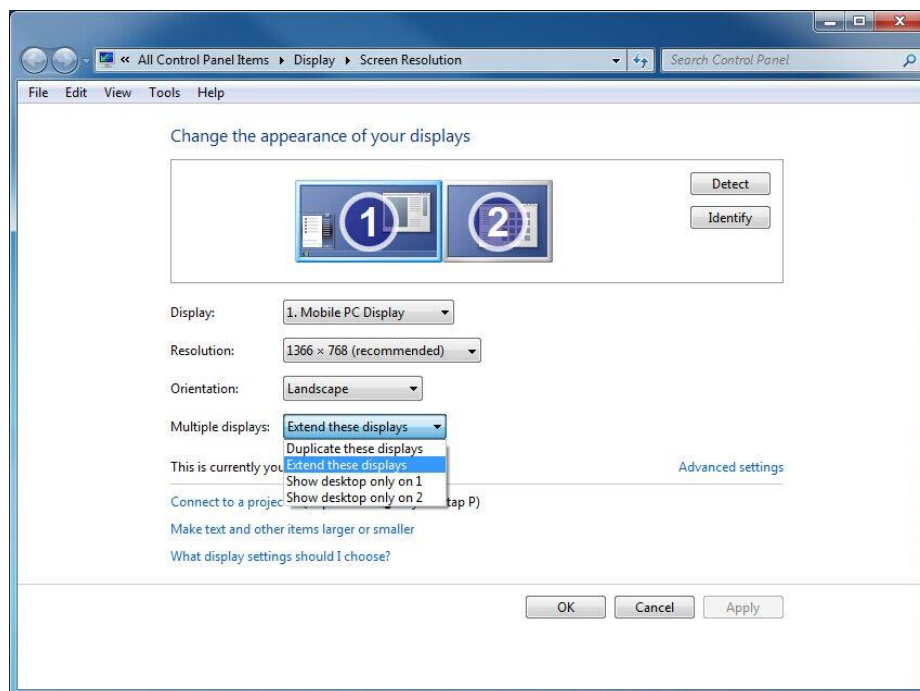 « All Control Panel Items ▸ Display ▸ Screen Resolution Search Control Panel
File Edit View Tools Help
Change the appearance of your displays
1 2
Detect
Identify
Display: 1. Mobile PC Display
Resolution: 1366 × 768 (recommended)
Orientation: Landscape
Multiple displays: Extend these displays
Duplicate these displays
This is currently Extend these displays Advanced settings
Show desktop only on 1
Connect to a Show desktop only on 2 tap P)
Make text and other items larger or smaller
What display settings should I choose?
OK Cancel Apply